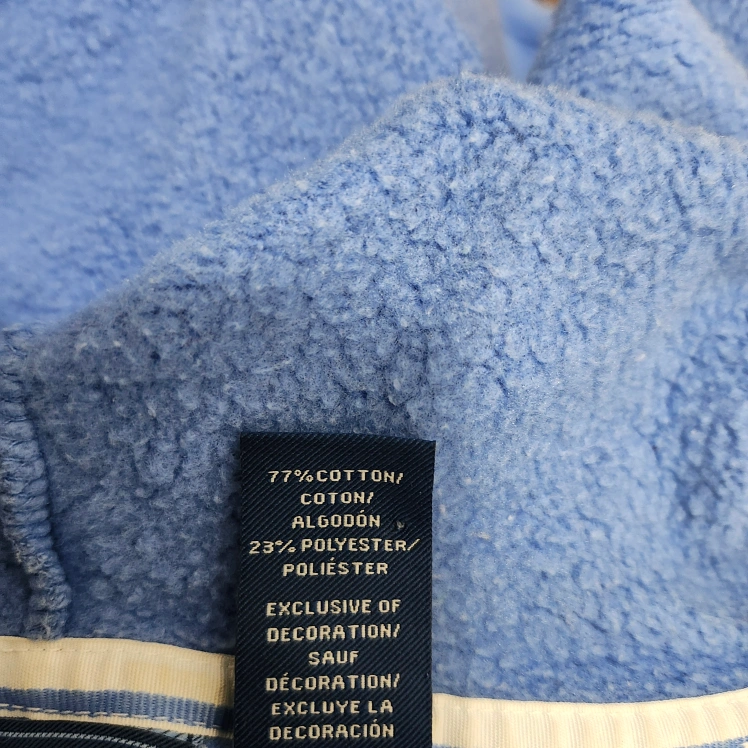 77% COTTON/
COTON/
ALGODÓN
23% POLYESTER/
POLIÉSTER
EXCLUSIVE OF
DECORATION/
SAUF
DÉCORATION/
EXCLUYE LA
DECORACIÓN